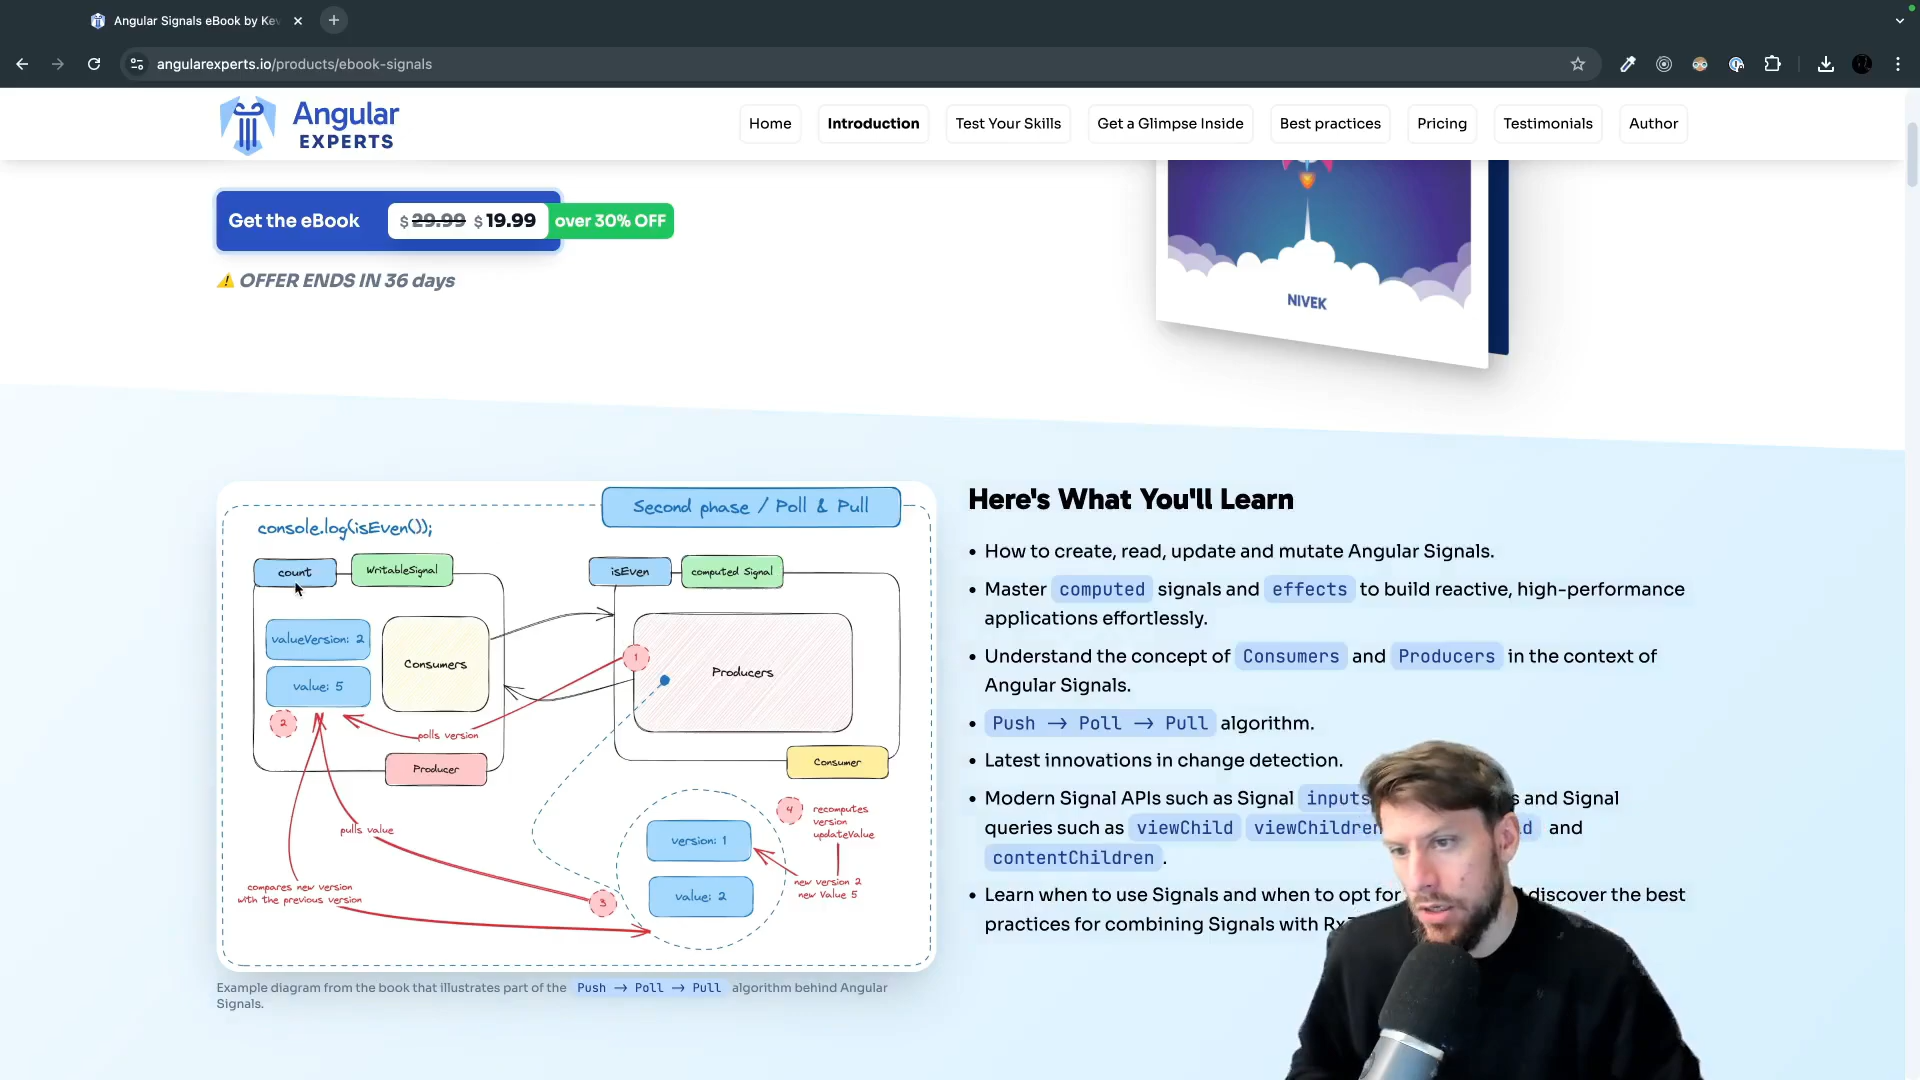 Angular Signals eBook by Kev
angularexperts.io/products/ebook-signals
Angular
EXPERTS
Home
Introduction
Test Your Skills
Get a Glimpse Inside
Best practices
Pricing
Testimonials
Author
Get the eBook $ 29.99 $ 19.99 over 30% OFF
⚠️ OFFER ENDS IN 36 days
NIVEK
Second phase / Poll & Pull
console.log(isEven());
count
WritableSignal
isEven
computed Signal
valueVersion: 2
value: 5
Consumers
1
Producers
2
polls version
Producer
Consumer
pulls value
4
recomputes
version
updateValue
version: 1
value: 2
new version 2
new Value 5
compares new version
with the previous version
3
Example diagram from the book that illustrates part of the Push -> Poll -> Pull algorithm behind Angular
Signals.
Here's What You'll Learn
• How to create, read, update and mutate Angular Signals.
• Master computed signals and effects to build reactive, high-performance
applications effortlessly.
• Understand the concept of Consumers and Producers in the context of
Angular Signals.
• Push -> Poll -> Pull algorithm.
• Latest innovations in change detection.
• Modern Signal APIs such as Signal inputs s and Signal
queries such as viewChild viewChildren d and
contentChildren .
• Learn when to use Signals and when to opt for discover the best
practices for combining Signals with Rx